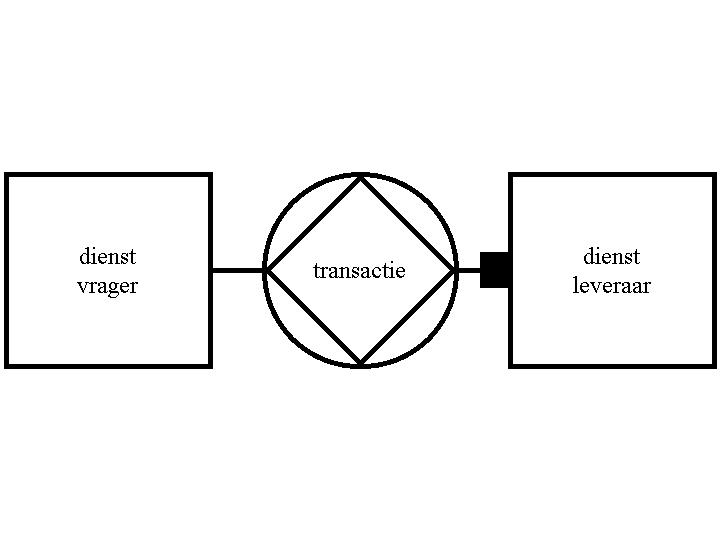 dienst
vrager
transactie
dienst
leveraar